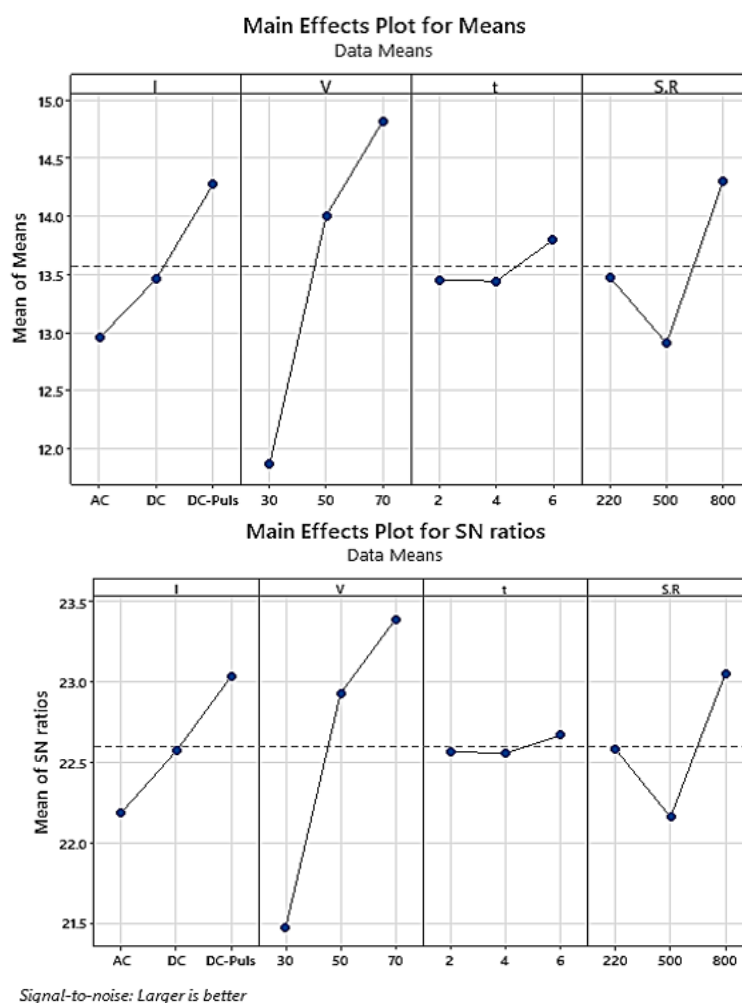 Main Effects Plot for Means
Data Means
I V t S.R
15.0
14.5
14.0
13.5
13.0
12.5
12.0
Mean of Means
AC DC DC-Puls 30 50 70 2 4 6 220 500 800
Main Effects Plot for SN ratios
Data Means
I V t S.R
23.5
23.0
22.5
22.0
21.5
Mean of SN ratios
AC DC DC-Puls 30 50 70 2 4 6 220 500 800
Signal-to-noise: Larger is better